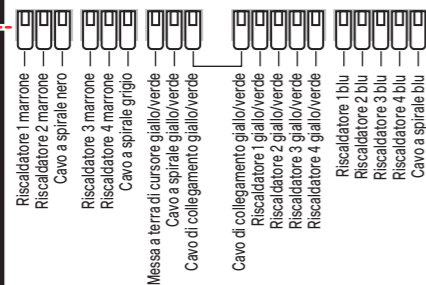 Riscaldatore 1 marrone
Riscaldatore 2 marrone
Cavo a spirale nero
Riscaldatore 3 marrone
Riscaldatore 4 marrone
Cavo a spirale grigio
Messa a terra di cursore giallo/verde
Cavo a spirale giallo/verde
Cavo di collegamento giallo/verde
Cavo di collegamento giallo/verde
Riscaldatore 1 giallo/verde
Riscaldatore 2 giallo/verde
Riscaldatore 3 giallo/verde
Riscaldatore 4 giallo/verde
Riscaldatore 1 blu
Riscaldatore 2 blu
Riscaldatore 3 blu
Riscaldatore 4 blu
Cavo a spirale blu